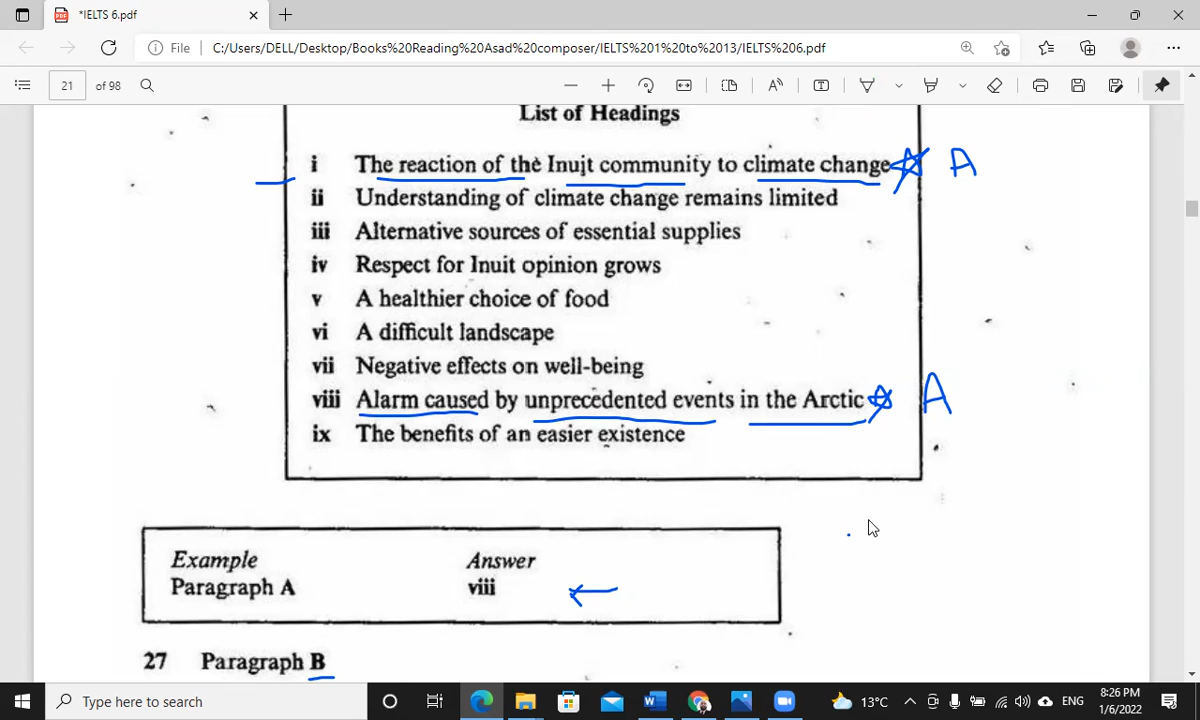 *IELTS 6.pdf
File C:/Users/DELL/Desktop/Books%20Reading%20Asad%20composer/IELTS%201%20to%2013/IELTS%206.pdf
21 of 98
List of Headings
i The reaction of the Inuit community to climate change A
ii Understanding of climate change remains limited
iii Alternative sources of essential supplies
iv Respect for Inuit opinion grows
v A healthier choice of food
vi A difficult landscape
vii Negative effects on well-being
viii Alarm caused by unprecedented events in the Arctic A
ix The benefits of an easier existence
Example Answer
Paragraph A viii
27 Paragraph B
Type here to search
13°C
ENG
8:26 PM
1/6/2022